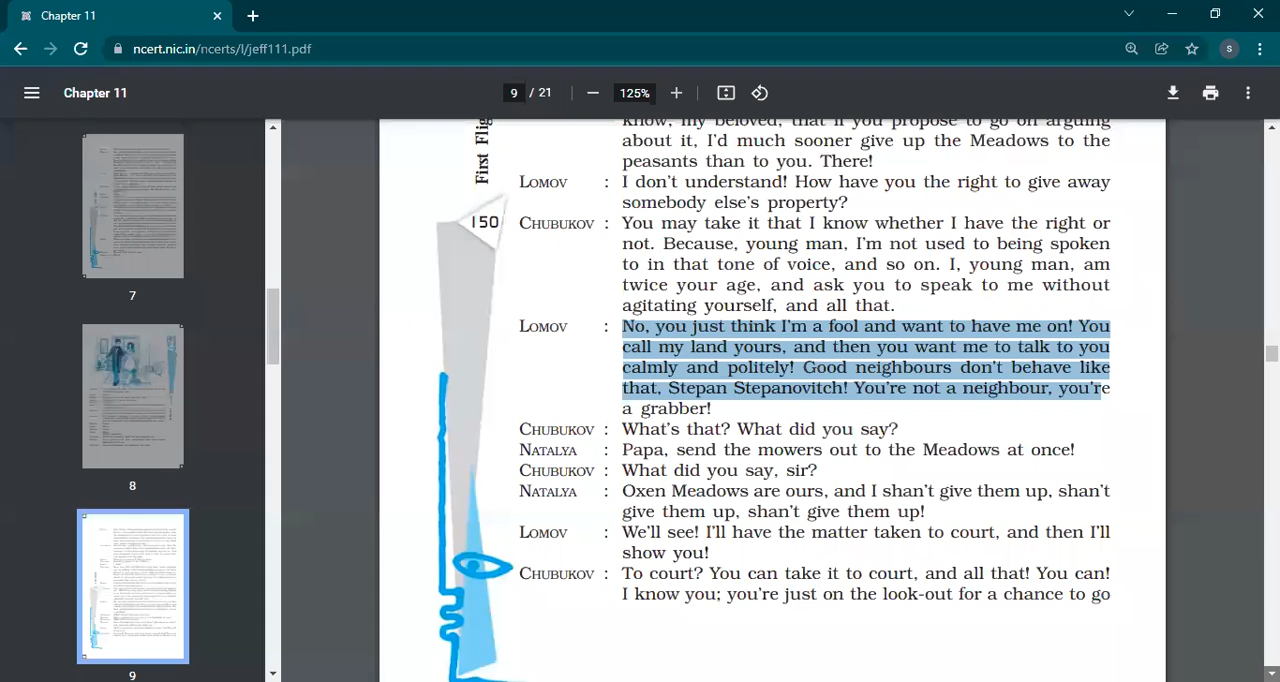 Chapter 11
ncert.nic.in/ncerts/l/jeff111.pdf
S
Chapter 11
9 / 21
125%
7
8
9
First Flig
150
know, my beloved, that if you propose to go on arguing
about it, I'd much sooner give up the Meadows to the
peasants than to you. There!
LOMOV : I don't understand! How have you the right to give away
somebody else's property?
CHUBUKOV : You may take it that I know whether I have the right or
not. Because, young man, I'm not used to being spoken
to in that tone of voice, and so on. I, young man, am
twice your age, and ask you to speak to me without
agitating yourself, and all that.
LOMOV : No, you just think I'm a fool and want to have me on! You
call my land yours, and then you want me to talk to you
calmly and politely! Good neighbours don't behave like
that, Stepan Stepanovitch! You're not a neighbour, you're
a grabber!
CHUBUKOV : What's that? What did you say?
NATALYA : Papa, send the mowers out to the Meadows at once!
CHUBUKOV : What did you say, sir?
NATALYA : Oxen Meadows are ours, and I shan't give them up, shan't
give them up, shan't give them up!
LOMOV : We'll see! I'll have the matter taken to court, and then I'll
show you!
CHUBUKOV : To court? You can take it to court, and all that! You can!
I know you; you're just on the look-out for a chance to go